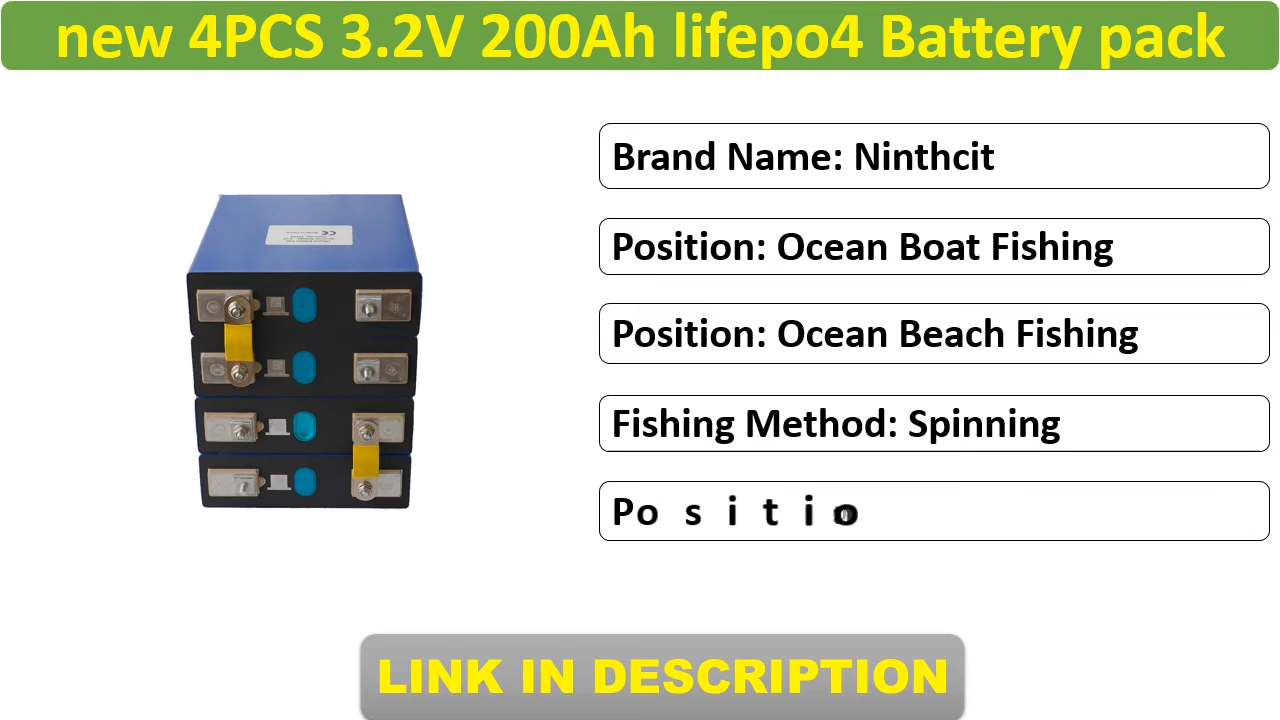 new 4PCS 3.2V 200Ah lifepo4 Battery pack
Brand Name: Ninthcit
Position: Ocean Boat Fishing
Position: Ocean Beach Fishing
Fishing Method: Spinning
Positio
LINK IN DESCRIPTION